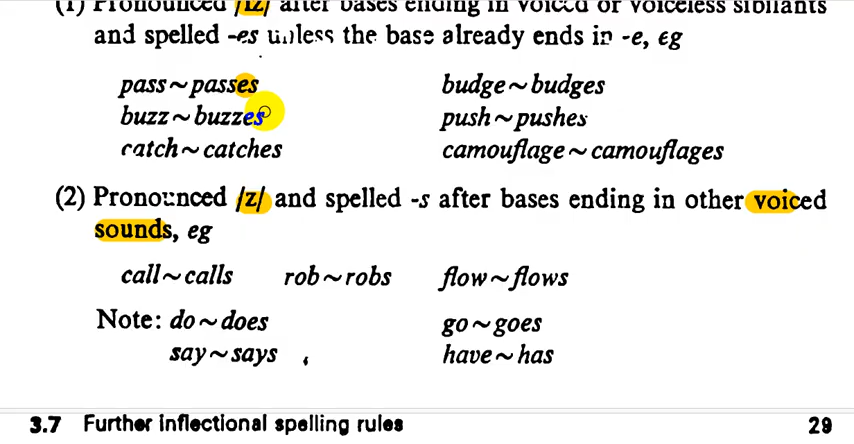 (1) Pronounced /ɪz/ after bases ending in voiced or voiceless sibilants
and spelled -es unless the base already ends in -e, eg
pass~passes budge~budges
buzz~buzzes push~pushes
catch~catches camouflage~camouflages
(2) Pronounced /z/ and spelled -s after bases ending in other voiced
sounds, eg
call~calls rob~robs flow~flows
Note: do~does go~goes
say~says have~has
3.7 Further inflectional spelling rules 29